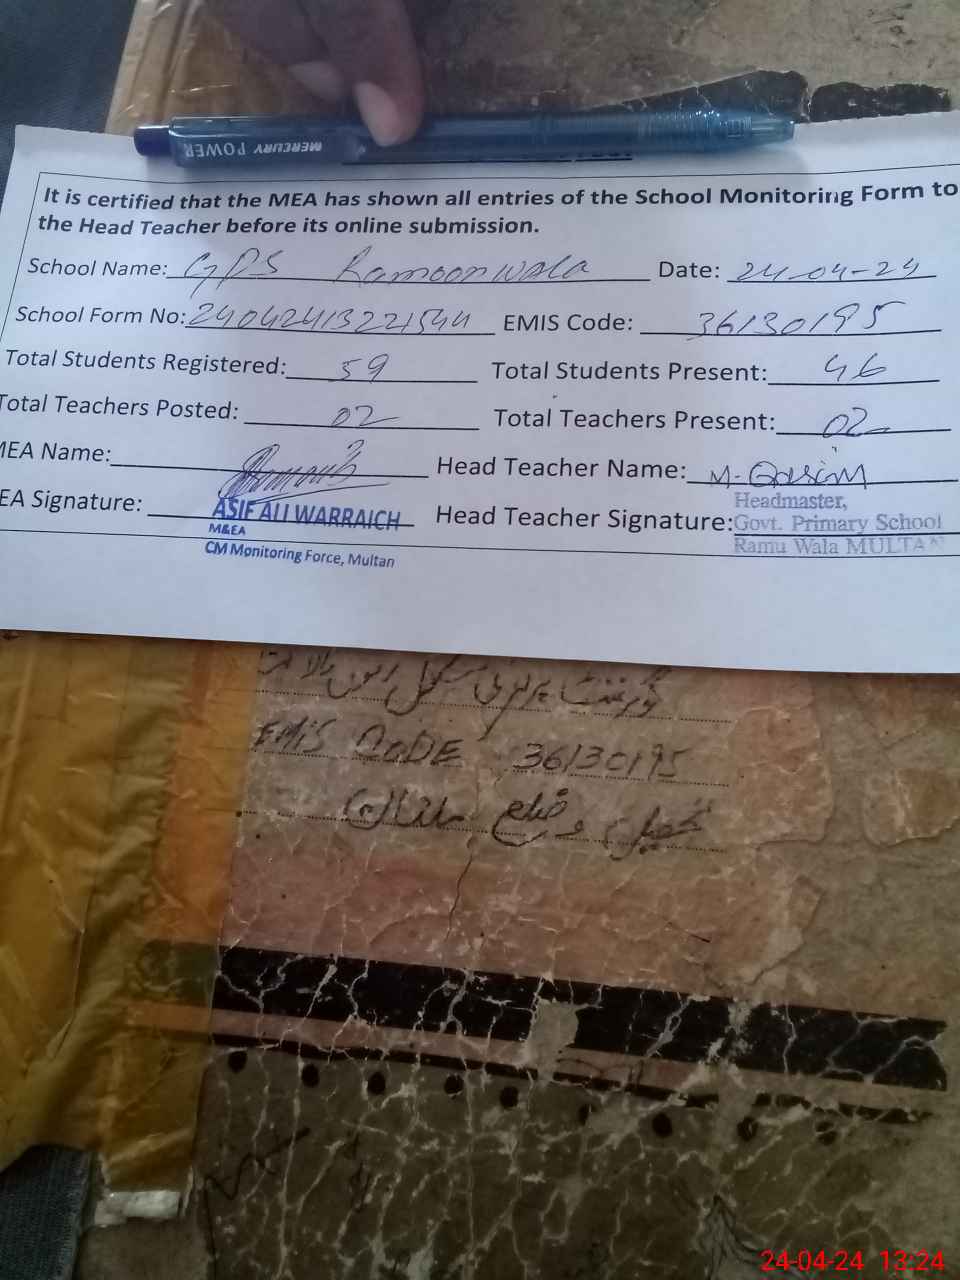 MERCURY POWER
It is certified that the MEA has shown all entries of the School Monitoring Form to
the Head Teacher before its online submission.
School Name: GPS Ramoonwala Date: 24-04-24
School Form No: 24042413221544 EMIS Code: 36130195
Total Students Registered: 59 Total Students Present: 46
Total Teachers Posted: 02 Total Teachers Present: 02
MEA Name: Head Teacher Name: M. Qasim
EA Signature: ASIF ALI WARRAICH Head Teacher Signature: Headmaster,
M&EA Govt. Primary School
CM Monitoring Force, Multan Ramu Wala MULTAN
گورنمنٹ پرائمری سکول
EMIS CODE 36130195
تحصیل و ضلع ملتان
24-04-24 13:24